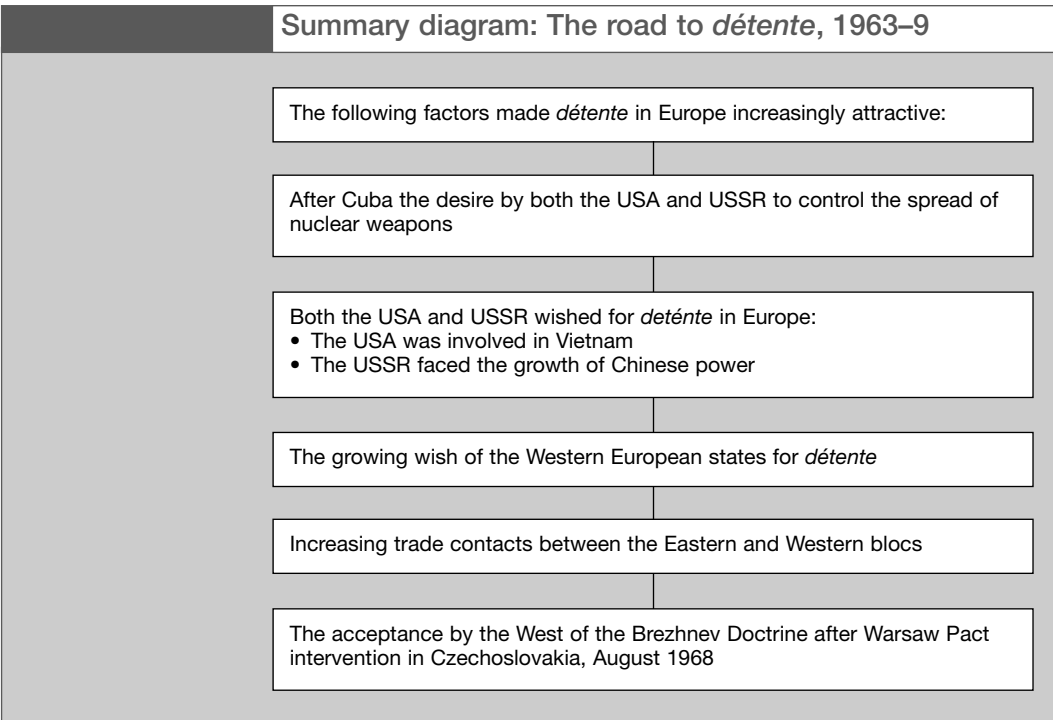 Summary diagram: The road to détente, 1963–9
The following factors made détente in Europe increasingly attractive:
After Cuba the desire by both the USA and USSR to control the spread of
nuclear weapons
Both the USA and USSR wished for deténte in Europe:
• The USA was involved in Vietnam
• The USSR faced the growth of Chinese power
The growing wish of the Western European states for détente
Increasing trade contacts between the Eastern and Western blocs
The acceptance by the West of the Brezhnev Doctrine after Warsaw Pact
intervention in Czechoslovakia, August 1968